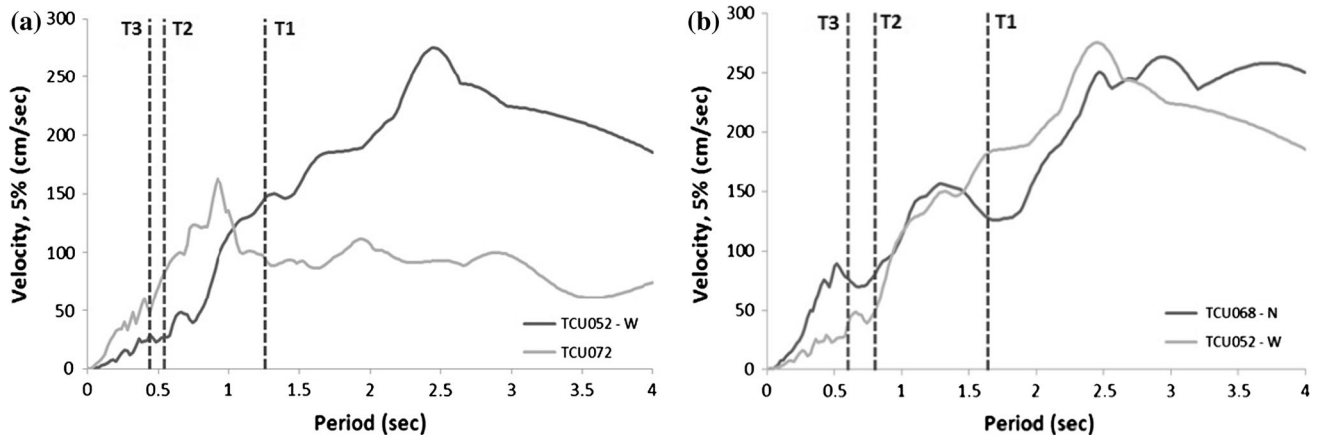 (a)
Velocity, 5% (cm/sec)
300
250
200
150
100
50
0
T3
T2
T1
TCU052 - W
TCU072
0 0.5 1 1.5 2 2.5 3 3.5 4
Period (sec)
(b)
Velocity, 5% (cm/sec)
300
250
200
150
100
50
0
T3
T2
T1
TCU068 - N
TCU052 - W
0 0.5 1 1.5 2 2.5 3 3.5 4
Period (sec)